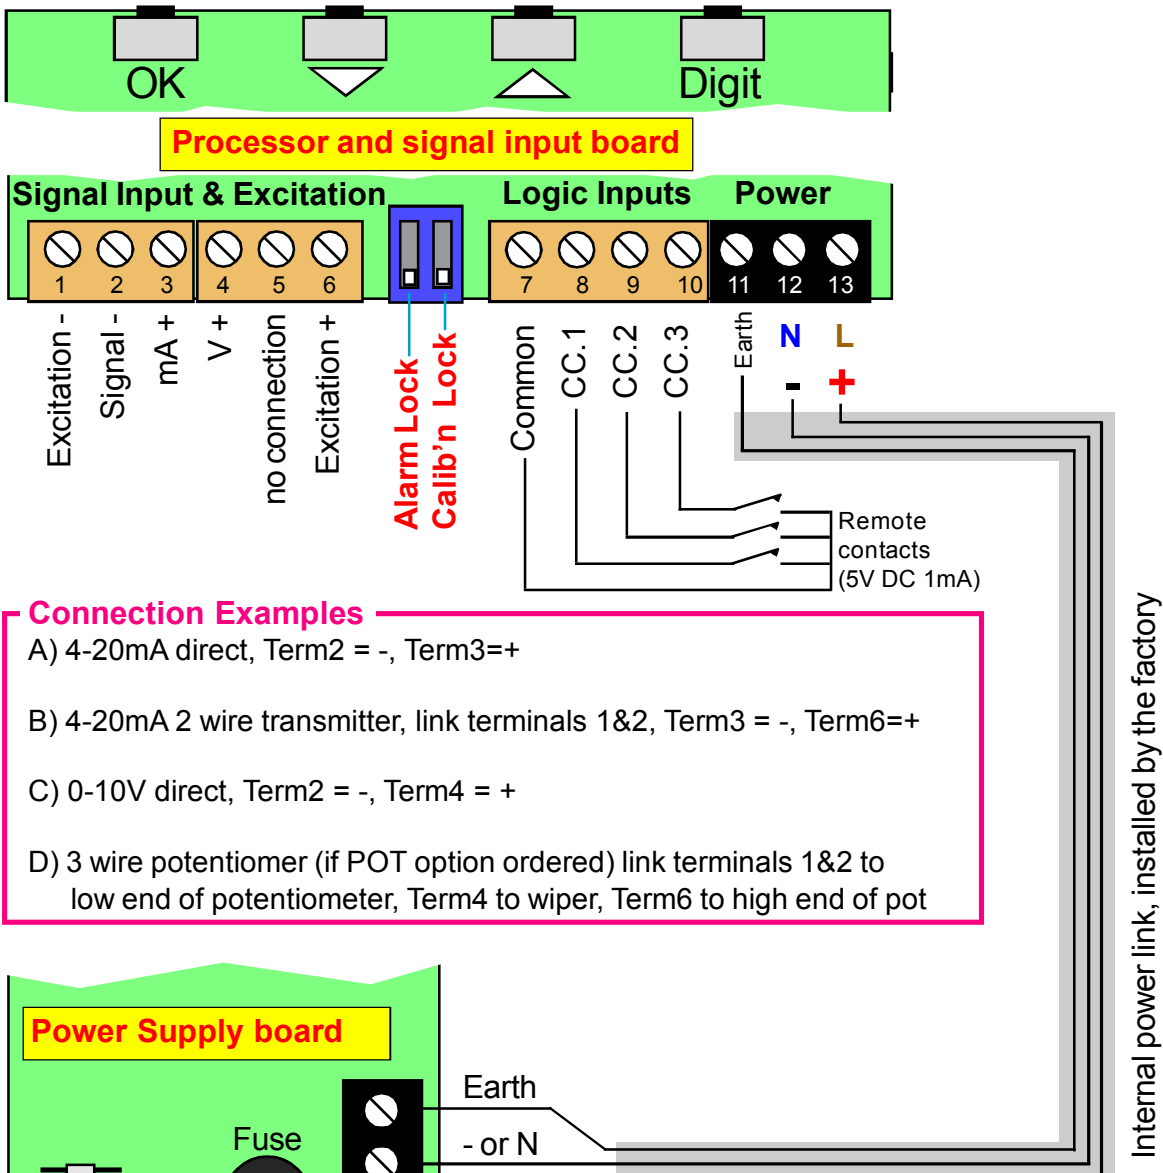 OK
Digit
Processor and signal input board
Signal Input & Excitation
Logic Inputs
Power
1
2
3
4
5
6
7
8
9
10
11
12
13
Excitation -
Signal -
mA +
V +
no connection
Excitation +
Alarm Lock
Calib'n Lock
Common
CC.1
CC.2
CC.3
Earth
N
L
-
+
Remote
contacts
(5V DC 1mA)
Connection Examples
A) 4-20mA direct, Term2 = -, Term3=+
B) 4-20mA 2 wire transmitter, link terminals 1&2, Term3 = -, Term6=+
C) 0-10V direct, Term2 = -, Term4 = +
D) 3 wire potentiomer (if POT option ordered) link terminals 1&2 to
low end of potentiometer, Term4 to wiper, Term6 to high end of pot
Internal power link, installed by the factory
Power Supply board
Earth
Fuse
- or N